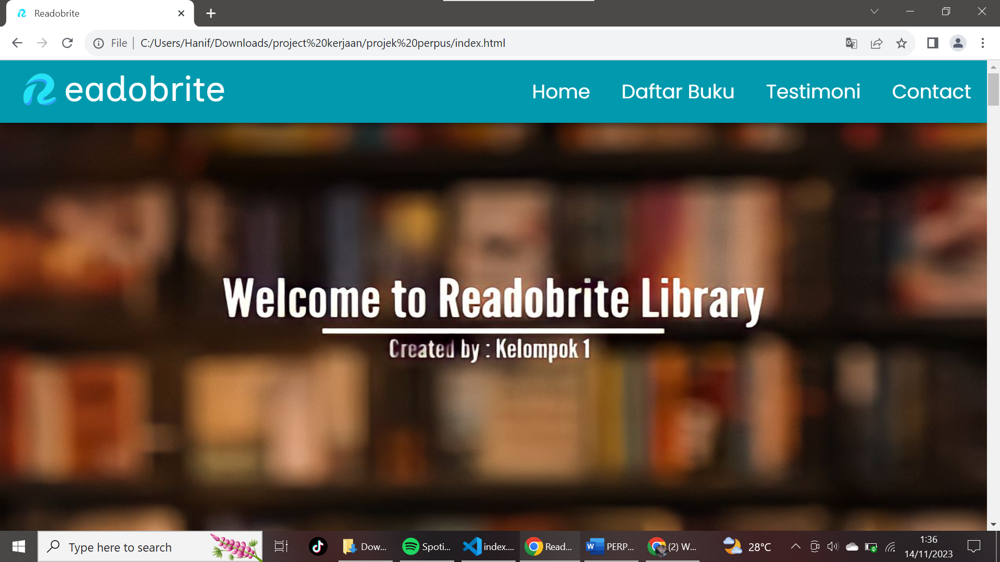 Readobrite
File
C:/Users/Hanif/Downloads/project%20kerjaan/projek%20perpus/index.html
Readobrite
Home
Daftar Buku
Testimoni
Contact
Welcome to Readobrite Library
Created by : Kelompok 1
Type here to search
Dow...
Spoti...
index....
Read...
PERP...
(2) W...
28°C
1:36
14/11/2023